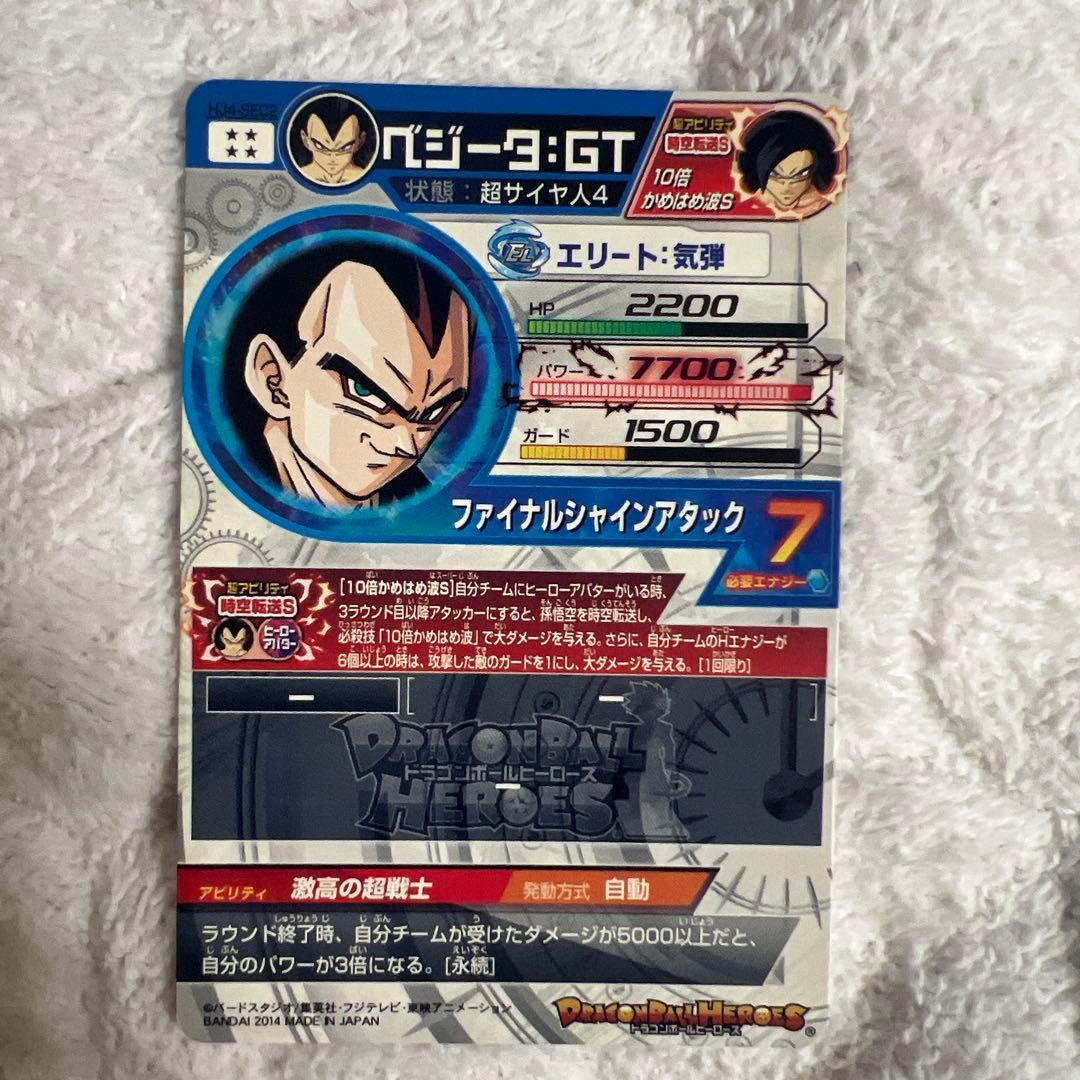 HJ4-SEC2
ベジータ:GT
状態：超サイヤ人4
超アビリティ
時空転送S
10倍
かめはめ波S
エリート:気弾
HP 2200
パワー 7700
ガード 1500
ファイナルシャインアタック 7
必要エナジー
超アビリティ
時空転送S
ヒーロー
アバター
[10倍かめはめ波S]自分チームにヒーローアバターがいる時、
3ラウンド目以降アタッカーにすると、孫悟空を時空転送し、
必殺技「10倍かめはめ波」で大ダメージを与える。さらに、自分チームのHエナジーが
6個以上の時は、攻撃した敵のガードを1にし、大ダメージを与える。[1回限り]
ー [ ー ]
DRAGONBALL
ドラゴンボールヒーローズ
HEROES
ー
アビリティ 激高の超戦士 発動方式 自動
ラウンド終了時、自分チームが受けたダメージが5000以上だと、
自分のパワーが3倍になる。[永続]
©バードスタジオ/集英社・フジテレビ・東映アニメーション
BANDAI 2014 MADE IN JAPAN
DRAGONBALL HEROES
ドラゴンボールヒーローズ